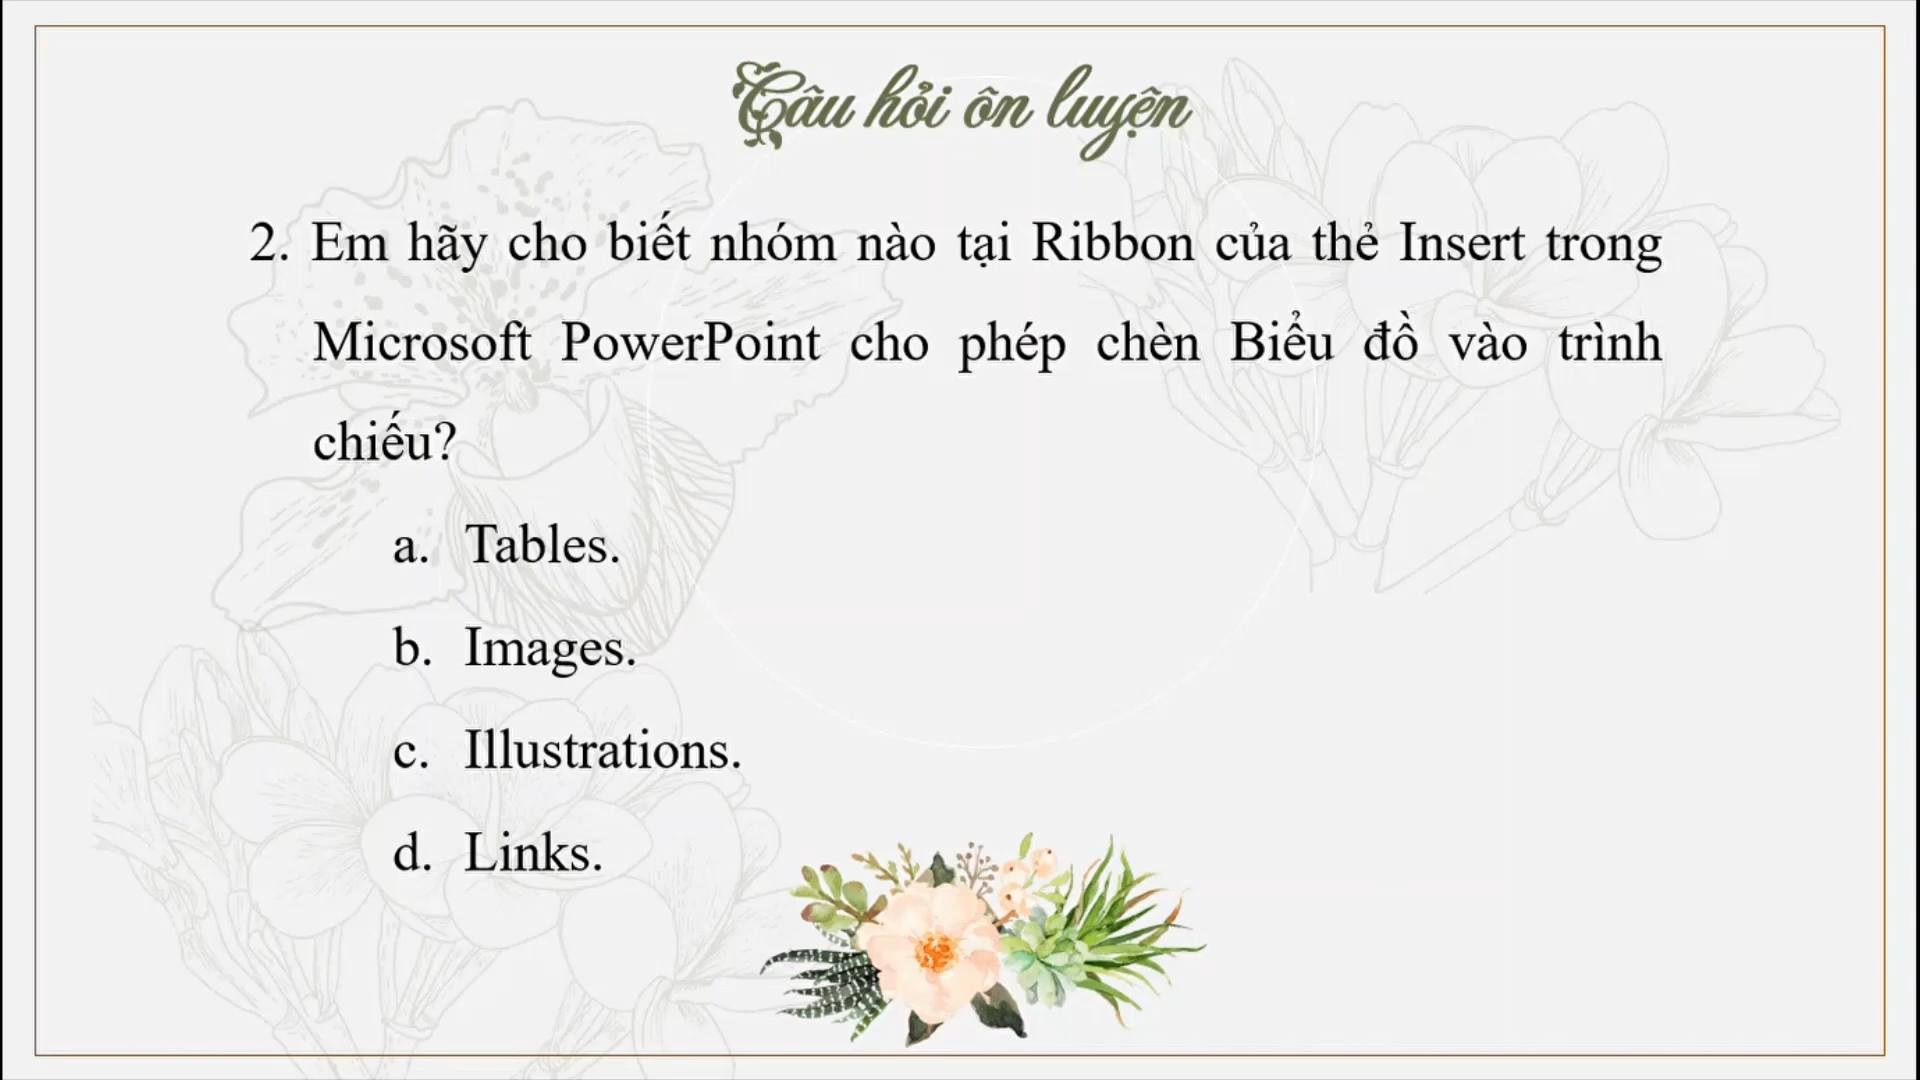 Câu hỏi ôn luyện
2. Em hãy cho biết nhóm nào tại Ribbon của thẻ Insert trong
Microsoft PowerPoint cho phép chèn Biểu đồ vào trình
chiếu?
a. Tables.
b. Images.
c. Illustrations.
d. Links.